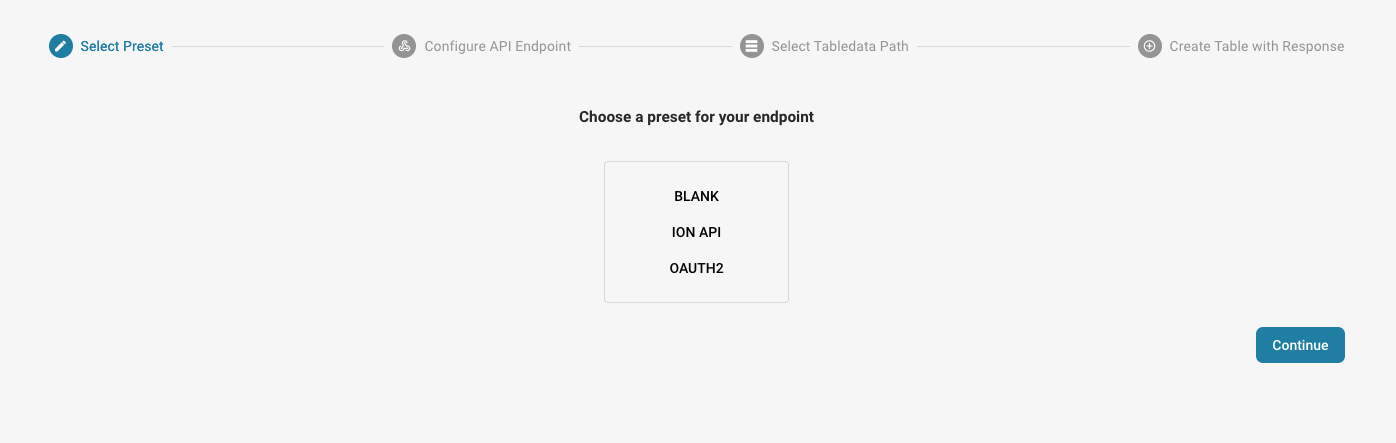 Select Preset
Configure API Endpoint
Select Tabledata Path
Create Table with Response
Choose a preset for your endpoint
BLANK
ION API
OAUTH2
Continue